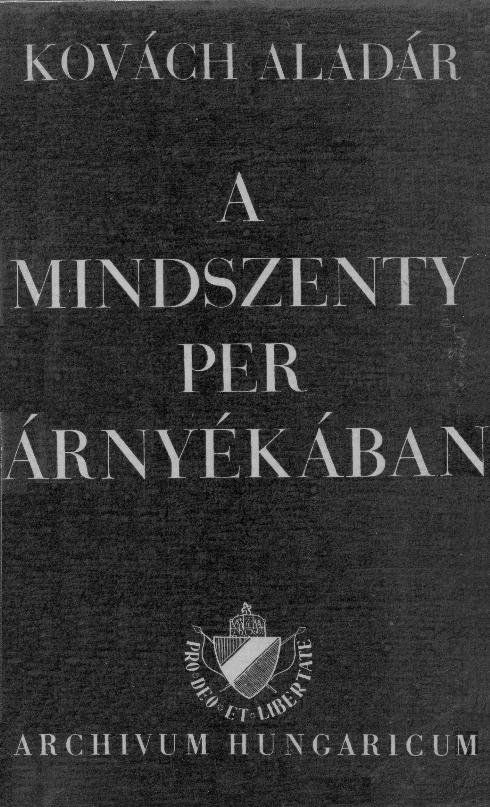 KOVÁCH ALADÁR
A
MINDSZENTY
PER
ÁRNYÉKÁBAN
PRO DEO ET LIBERTATE
ARCHIVUM HUNGARICUM